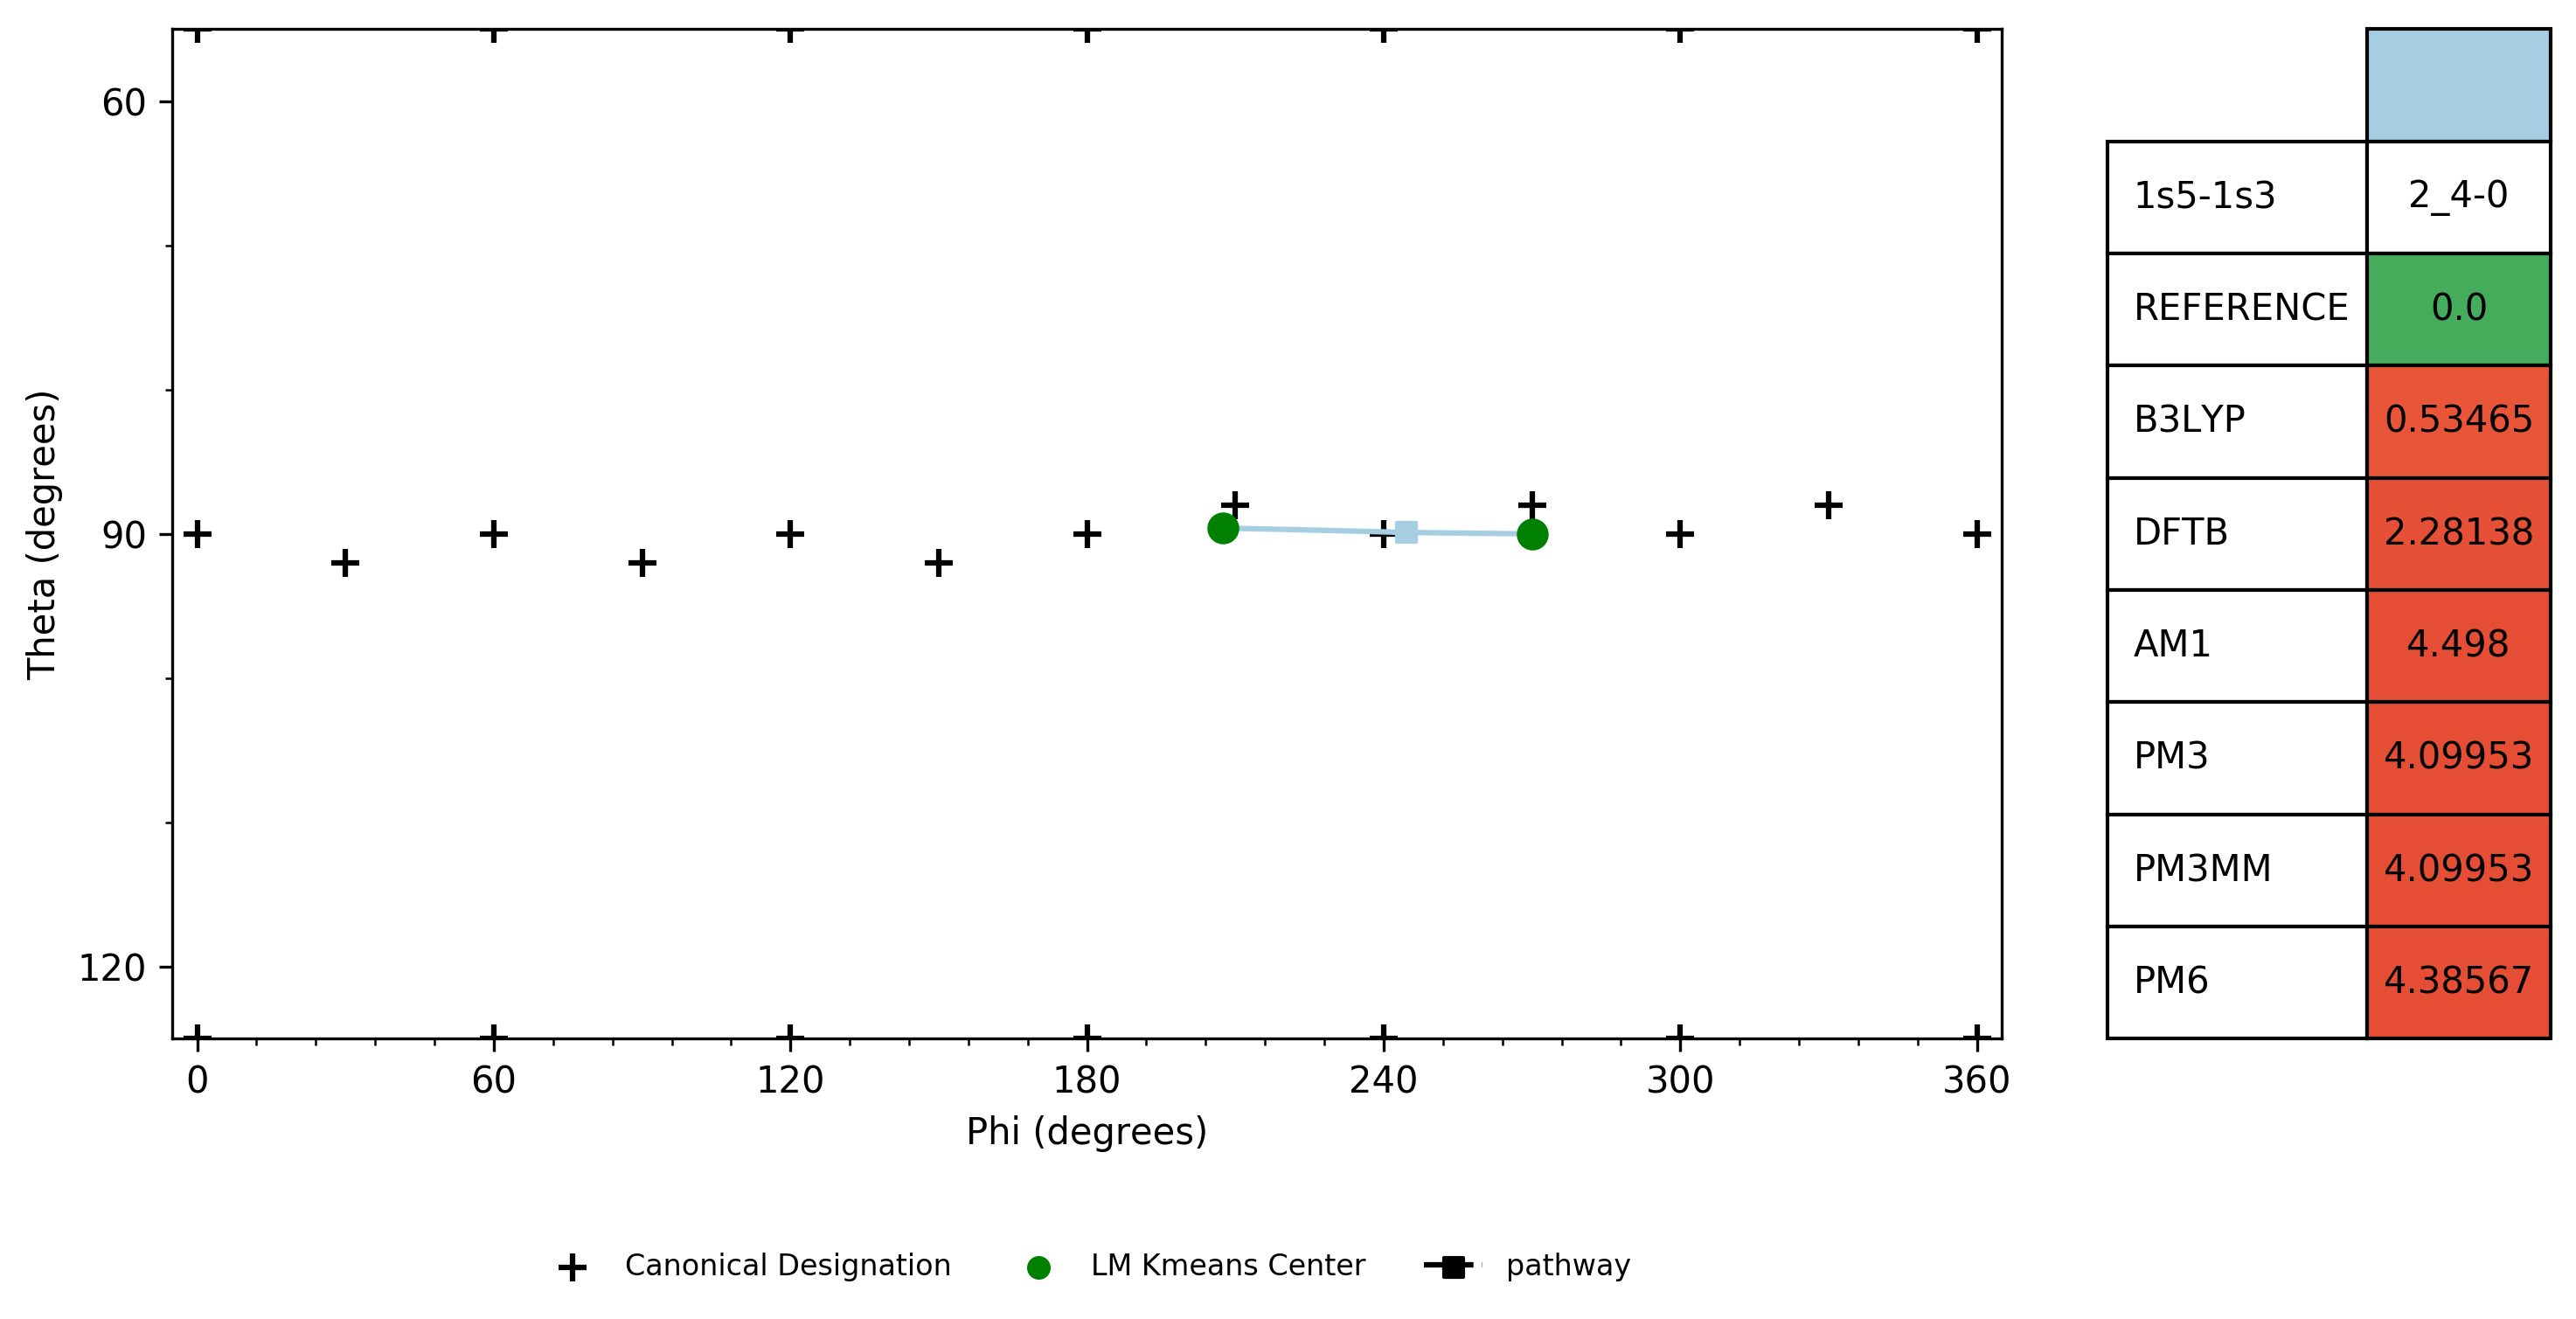 60
90
120
Theta (degrees)
0 60 120 180 240 300 360
Phi (degrees)
Canonical Designation LM Kmeans Center pathway
1s5-1s3 2_4-0
REFERENCE 0.0
B3LYP 0.53465
DFTB 2.28138
AM1 4.498
PM3 4.09953
PM3MM 4.09953
PM6 4.38567